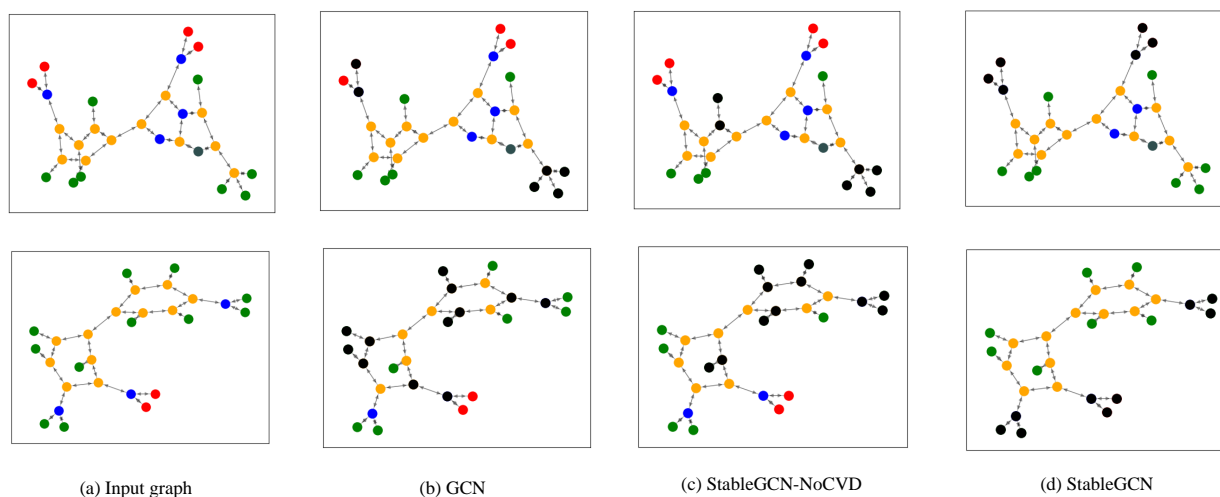 (a) Input graph
(b) GCN
(c) StableGCN-NoCVD
(d) StableGCN